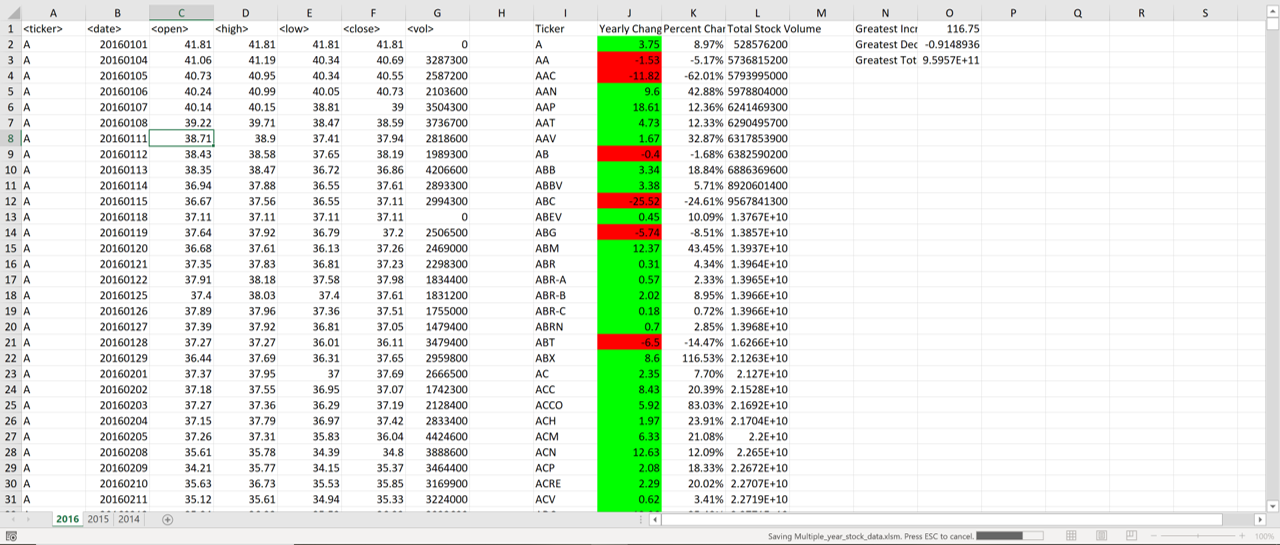 A B C D E F G H I J K L M N O P Q R S
1 <ticker> <date> <open> <high> <low> <close> <vol> Ticker Yearly Chang Percent Char Total Stock Volume Greatest Incr 116.75
2 A 20160101 41.81 41.81 41.81 41.81 0 A 3.75 8.97% 528576200 Greatest Dec -0.9148936
3 A 20160104 41.06 41.19 40.34 40.69 3287300 AA -1.53 -5.17% 5736815200 Greatest Tot 9.5957E+11
4 A 20160105 40.73 40.95 40.34 40.55 2587200 AAC -11.82 -62.01% 5793995000
5 A 20160106 40.24 40.99 40.05 40.73 2103600 AAN 9.6 42.88% 5978804000
6 A 20160107 40.14 40.15 38.81 39 3504300 AAP 18.61 12.36% 6241469300
7 A 20160108 39.22 39.71 38.47 38.59 3736700 AAT 4.73 12.33% 6290495700
8 A 20160111 38.71 38.9 37.41 37.94 2818600 AAV 1.67 32.87% 6317853900
9 A 20160112 38.43 38.58 37.65 38.19 1989300 AB -0.4 -1.68% 6382590200
10 A 20160113 38.35 38.47 36.72 36.86 4206600 ABB 3.34 18.84% 6886369600
11 A 20160114 36.94 37.88 36.55 37.61 2893300 ABBV 3.38 5.71% 8920601400
12 A 20160115 36.67 37.56 36.55 37.11 2994300 ABC -25.52 -24.61% 9567841300
13 A 20160118 37.11 37.11 37.11 37.11 0 ABEV 0.45 10.09% 1.3767E+10
14 A 20160119 37.64 37.92 36.79 37.2 2506500 ABG -5.74 -8.51% 1.3857E+10
15 A 20160120 36.68 37.61 36.13 37.26 2469000 ABM 12.37 43.45% 1.3937E+10
16 A 20160121 37.35 37.83 36.81 37.23 2298300 ABR 0.31 4.34% 1.3964E+10
17 A 20160122 37.91 38.18 37.58 37.98 1834400 ABR-A 0.57 2.33% 1.3965E+10
18 A 20160125 37.4 38.03 37.4 37.61 1831200 ABR-B 2.02 8.95% 1.3966E+10
19 A 20160126 37.89 37.96 37.36 37.51 1755000 ABR-C 0.18 0.72% 1.3966E+10
20 A 20160127 37.39 37.92 36.81 37.05 1479400 ABRN 0.7 2.85% 1.3968E+10
21 A 20160128 37.27 37.27 36.01 36.11 3479400 ABT -6.5 -14.47% 1.6266E+10
22 A 20160129 36.44 37.69 36.31 37.65 2959800 ABX 8.6 116.53% 2.1263E+10
23 A 20160201 37.37 37.95 37 37.69 2666500 AC 2.35 7.70% 2.127E+10
24 A 20160202 37.18 37.55 36.95 37.07 1742300 ACC 8.43 20.39% 2.1528E+10
25 A 20160203 37.27 37.36 36.29 37.19 2128400 ACCO 5.92 83.03% 2.1692E+10
26 A 20160204 37.15 37.79 36.97 37.42 2833400 ACH 1.97 23.91% 2.1704E+10
27 A 20160205 37.26 37.31 35.83 36.04 4424600 ACM 6.33 21.08% 2.2E+10
28 A 20160208 35.61 35.78 34.39 34.8 3888600 ACN 12.63 12.09% 2.265E+10
29 A 20160209 34.21 35.77 34.15 35.37 3464400 ACP 2.08 18.33% 2.2672E+10
30 A 20160210 35.63 36.73 35.53 35.85 3169900 ACRE 2.29 20.02% 2.2707E+10
31 A 20160211 35.12 35.61 34.94 35.33 3224000 ACV 0.62 3.41% 2.2719E+10
2016 2015 2014
Saving Multiple_year_stock_data.xlsm. Press ESC to cancel. 100%